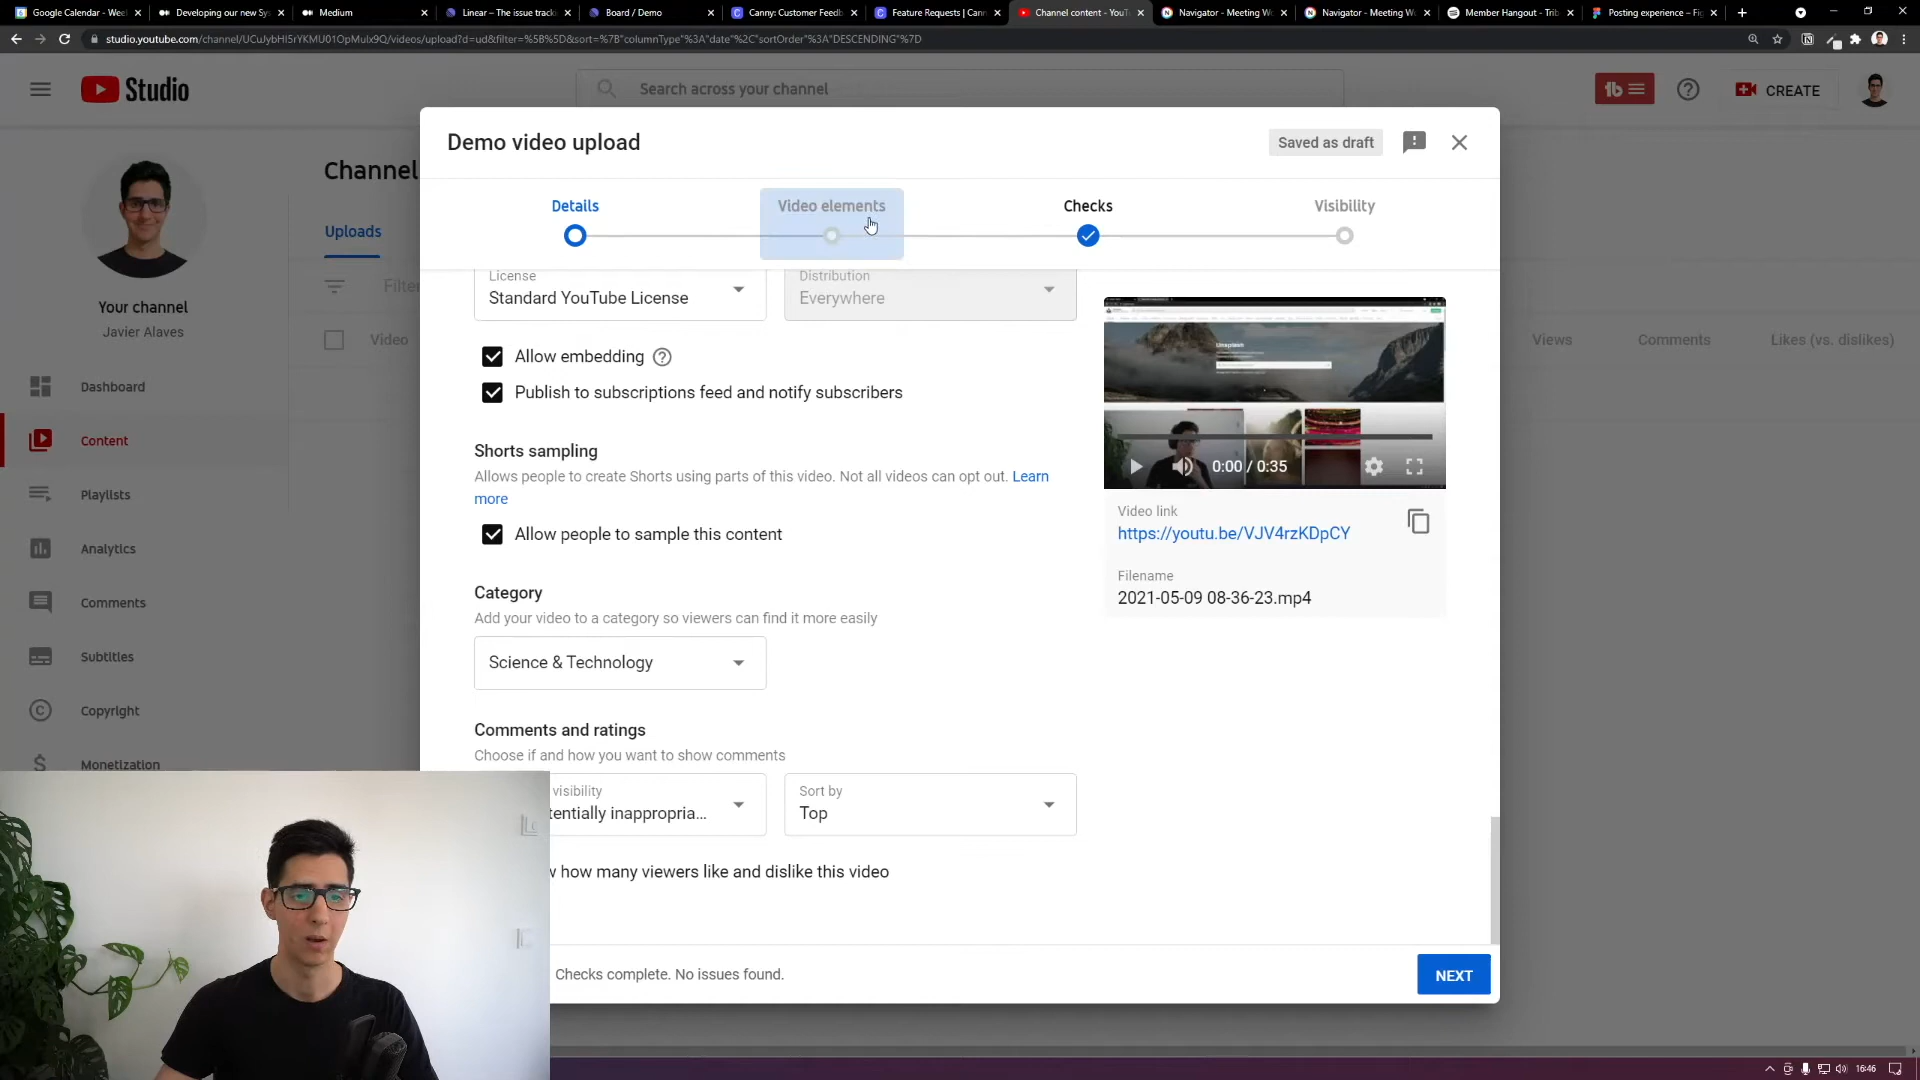 Google Calendar - Wee
Developing our new Sy
Medium
Linear – The issue tracki
Board / Demo
Canny: Customer Feedb
Feature Requests | Cann
Channel content - YouTu
Navigator - Meeting W
Navigator - Meeting W
Member Hangout - Trib
Posting experience – Fig
studio.youtube.com/channel/UCuJybHI5rYKMU01OpMulx9Q/videos/upload?d=ud&filter=%5B%5D&sort=%7B"columnType"%3A"date"%2C"sortOrder"%3A"DESCENDING"%7D
Studio
Search across your channel
CREATE
Demo video upload
Saved as draft
Channel
Details
Video elements
Checks
Visibility
Uploads
License
Standard YouTube License
Distribution
Everywhere
Filter
Your channel
Javier Alaves
Video
Views
Comments
Likes (vs. dislikes)
Allow embedding
Publish to subscriptions feed and notify subscribers
Unsplash
Dashboard
Content
Playlists
Analytics
Comments
Subtitles
Copyright
Monetization
Shorts sampling
Allows people to create Shorts using parts of this video. Not all videos can opt out. Learn
more
Allow people to sample this content
0:00 / 0:35
Video link
https://youtu.be/VJV4rzKDpCY
Filename
2021-05-09 08-36-23.mp4
Category
Add your video to a category so viewers can find it more easily
Science & Technology
Comments and ratings
Choose if and how you want to show comments
visibility
tentially inappropria...
Sort by
Top
w how many viewers like and dislike this video
Checks complete. No issues found.
NEXT
16:46